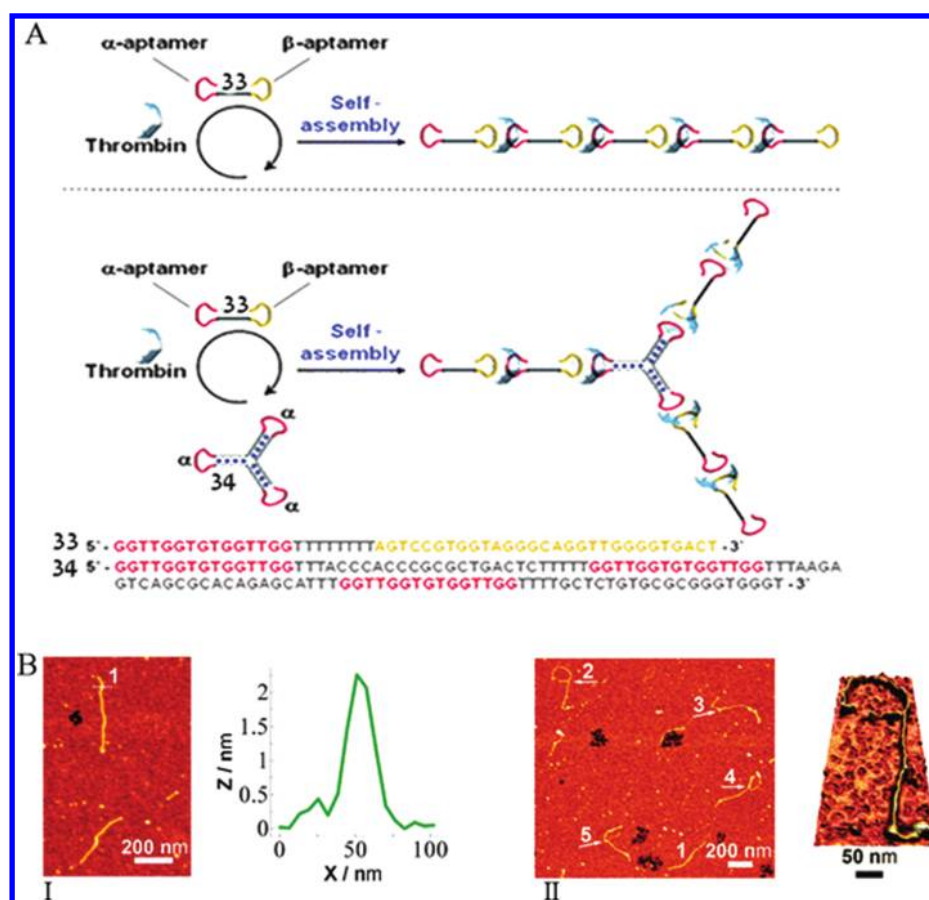 A
α-aptamer β-aptamer
33
Thrombin
Self -
assembly
α-aptamer β-aptamer
33
Thrombin
Self -
assembly
α
α
34
α
33 5'- GGTTGGTGTGGTTGGTTTTTTTTAGTCCGTGGTAGGGCAGGTTGGGGTGACT -3'
34 5'- GGTTGGTGTGGTTGGTTTACCCACCCGCGCTGACTCTTTTTGGTTGGTGTGGTTGGTTTAAGA
GTCAGCGCACAGAGCATTTGGTTGGTGTGGTTGGTTTTGCTCTGTGCGCGGGTGGGT -3'
B
1
200 nm
I
Z / nm
2
1.5
1
0.5
0
0 50 100
X / nm
2
3
4
5
1
200 nm
II
50 nm